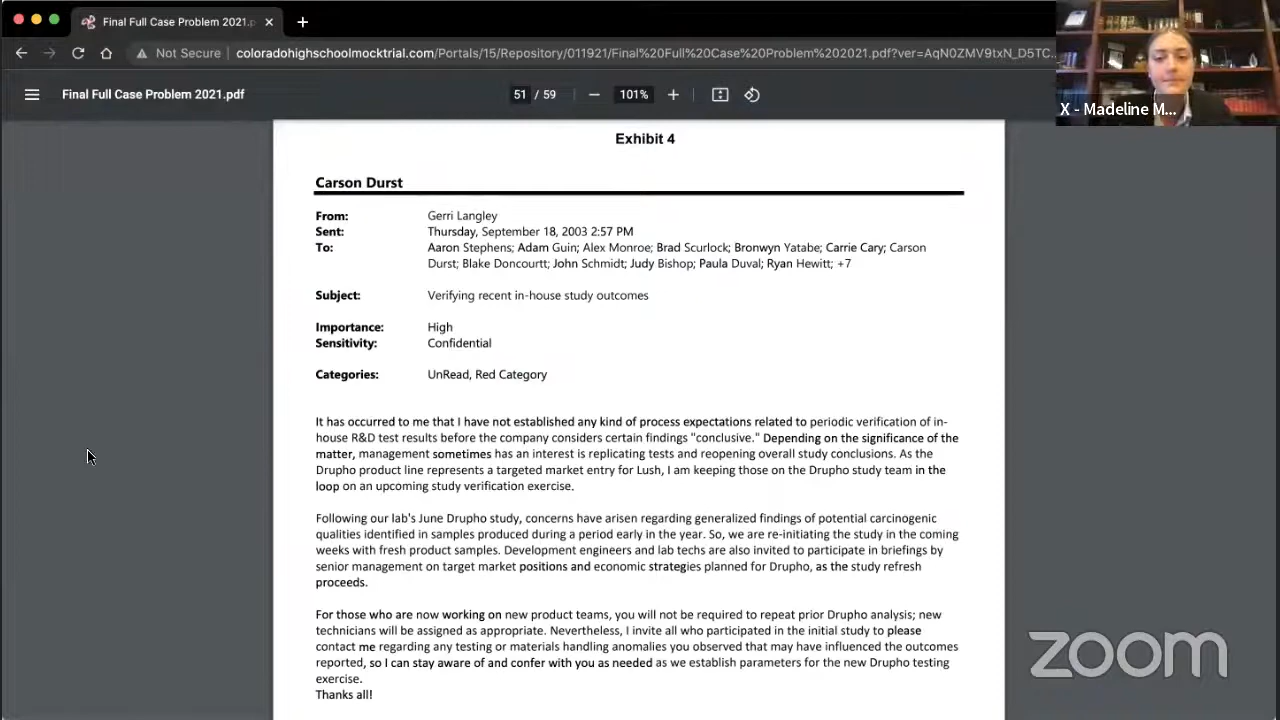 Final Full Case Problem 2021.p
Not Secure
coloradohighschoolmocktrial.com/Portals/15/Repository/011921/Final%20Full%20Case%20Problem%202021.pdf?ver=AqN0ZMV9txN_D5TC...
Final Full Case Problem 2021.pdf
51 / 59
101%
X - Madeline M...
Exhibit 4
Carson Durst
From: Gerri Langley
Sent: Thursday, September 18, 2003 2:57 PM
To: Aaron Stephens; Adam Guin; Alex Monroe; Brad Scurlock; Bronwyn Yatabe; Carrie Cary; Carson
Durst; Blake Doncourtt; John Schmidt; Judy Bishop; Paula Duval; Ryan Hewitt; +7
Subject: Verifying recent in-house study outcomes
Importance: High
Sensitivity: Confidential
Categories: UnRead, Red Category
It has occurred to me that I have not established any kind of process expectations related to periodic verification of in-
house R&D test results before the company considers certain findings "conclusive." Depending on the significance of the
matter, management sometimes has an interest is replicating tests and reopening overall study conclusions. As the
Drupho product line represents a targeted market entry for Lush, I am keeping those on the Drupho study team in the
loop on an upcoming study verification exercise.
Following our lab's June Drupho study, concerns have arisen regarding generalized findings of potential carcinogenic
qualities identified in samples produced during a period early in the year. So, we are re-initiating the study in the coming
weeks with fresh product samples. Development engineers and lab techs are also invited to participate in briefings by
senior management on target market positions and economic strategies planned for Drupho, as the study refresh
proceeds.
For those who are now working on new product teams, you will not be required to repeat prior Drupho analysis; new
technicians will be assigned as appropriate. Nevertheless, I invite all who participated in the initial study to please
contact me regarding any testing or materials handling anomalies you observed that may have influenced the outcomes
reported, so I can stay aware of and confer with you as needed as we establish parameters for the new Drupho testing
exercise.
Thanks all!
zoom